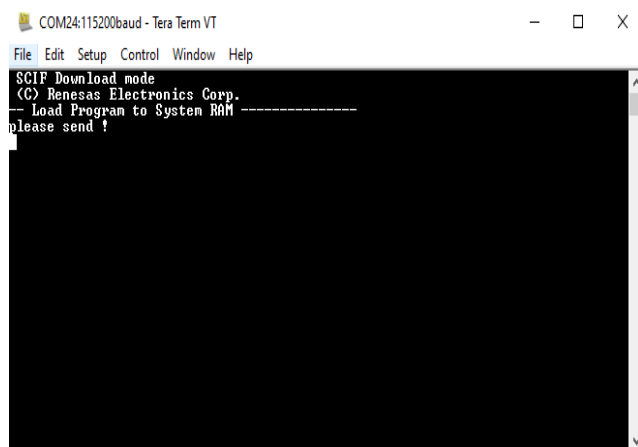 COM24:115200baud - Tera Term VT
File Edit Setup Control Window Help
SCIF Download mode
(C) Renesas Electronics Corp.
-- Load Program to System RAM ---------------
please send !